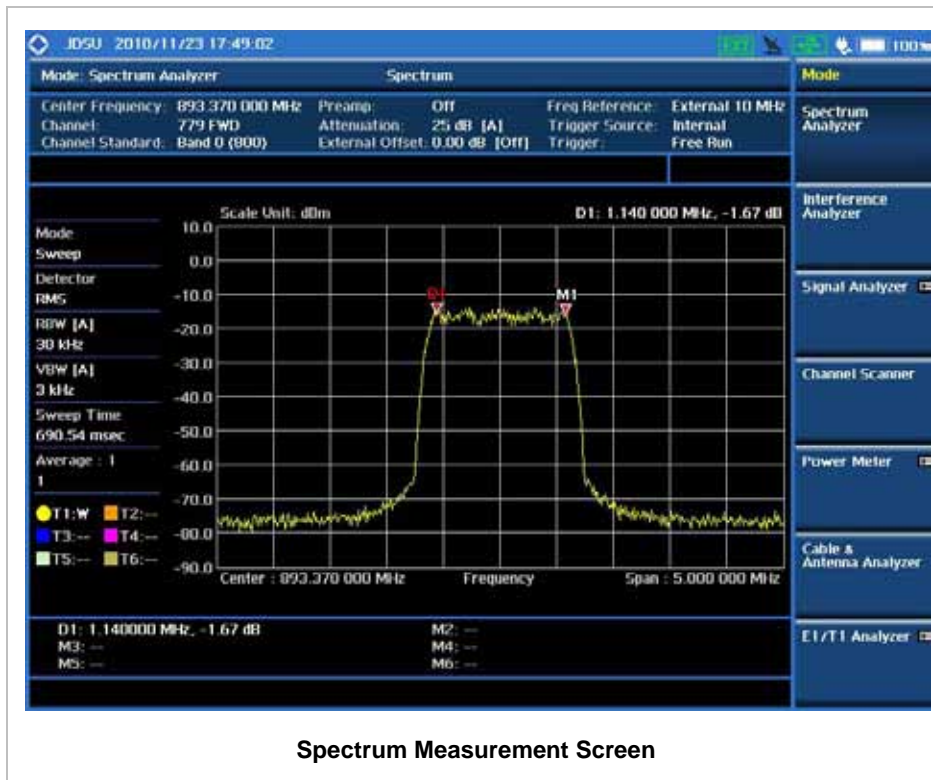 JDSU 2010/11/23 17:49:02
EXT
100%
Mode: Spectrum Analyzer
Spectrum
Mode
Center Frequency: 893.370 000 MHz
Preamp: Off
Freq Reference: External 10 MHz
Channel: 779 FWD
Attenuation: 25 dB [A]
Trigger Source: Internal
Channel Standard: Band 0 (800)
External Offset: 0.00 dB [Off]
Trigger: Free Run
Spectrum
Analyzer
Interference
Analyzer
Signal Analyzer
Channel Scanner
Power Meter
Cable &
Antenna Analyzer
E1/T1 Analyzer
Scale Unit: dBm
D1: 1.140 000 MHz, -1.67 dB
Mode
Sweep
Detector
RMS
RBW [A]
30 kHz
VBW [A]
3 kHz
Sweep Time
690.54 msec
Average : 1
1
T1:W T2:--
T3:-- T4:--
T5:-- T6:--
10.0
0.0
-10.0
-20.0
-30.0
-40.0
-50.0
-60.0
-70.0
-80.0
-90.0
D1
M1
Center : 893.370 000 MHz
Frequency
Span : 5.000 000 MHz
D1: 1.140000 MHz, -1.67 dB
M2: --
M3: --
M4: --
M5: --
M6: --
Spectrum Measurement Screen